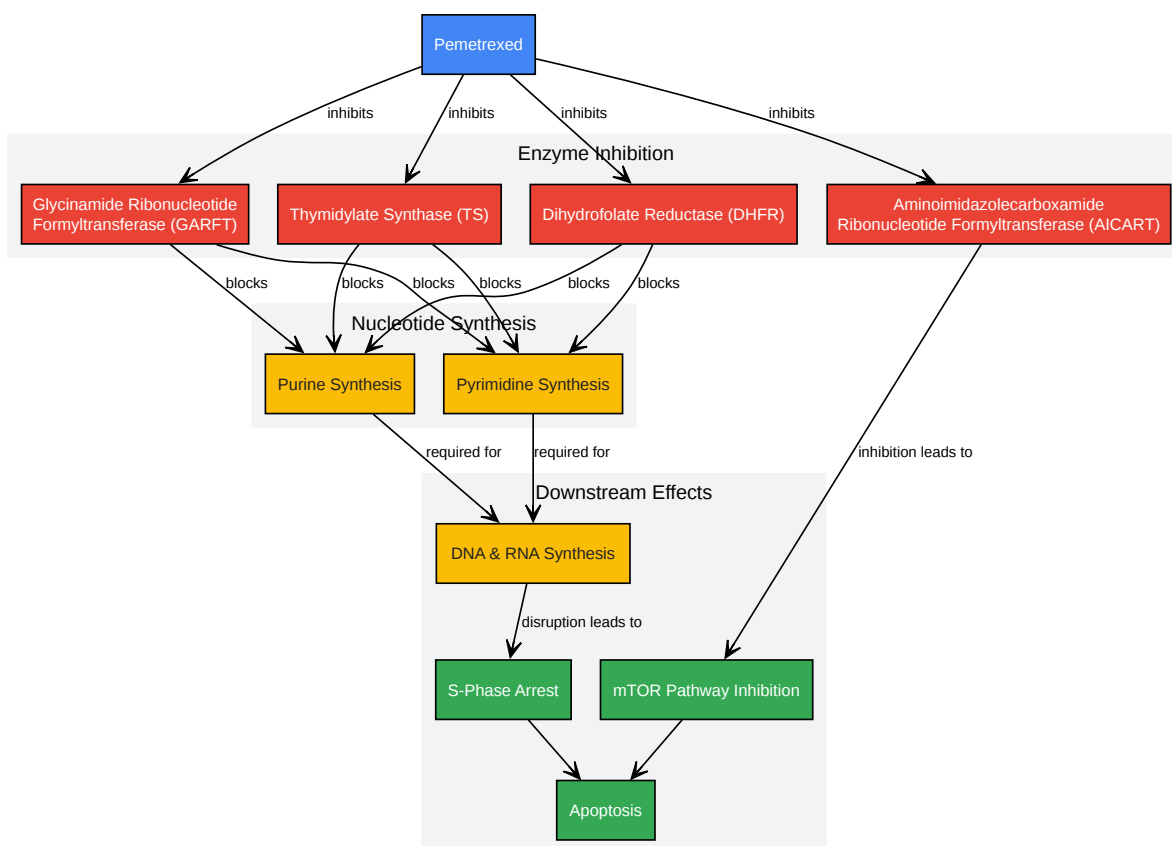 Pemetrexed
inhibits
inhibits
inhibits
inhibits
Enzyme Inhibition
Glycinamide Ribonucleotide
Formyltransferase (GARFT)
Thymidylate Synthase (TS)
Dihydrofolate Reductase (DHFR)
Aminoimidazolecarboxamide
Ribonucleotide Formyltransferase (AICART)
blocks
blocks
blocks
blocks
blocks
blocks
Nucleotide Synthesis
Purine Synthesis
Pyrimidine Synthesis
required for
required for
inhibition leads to
Downstream Effects
DNA & RNA Synthesis
disruption leads to
S-Phase Arrest
mTOR Pathway Inhibition
Apoptosis